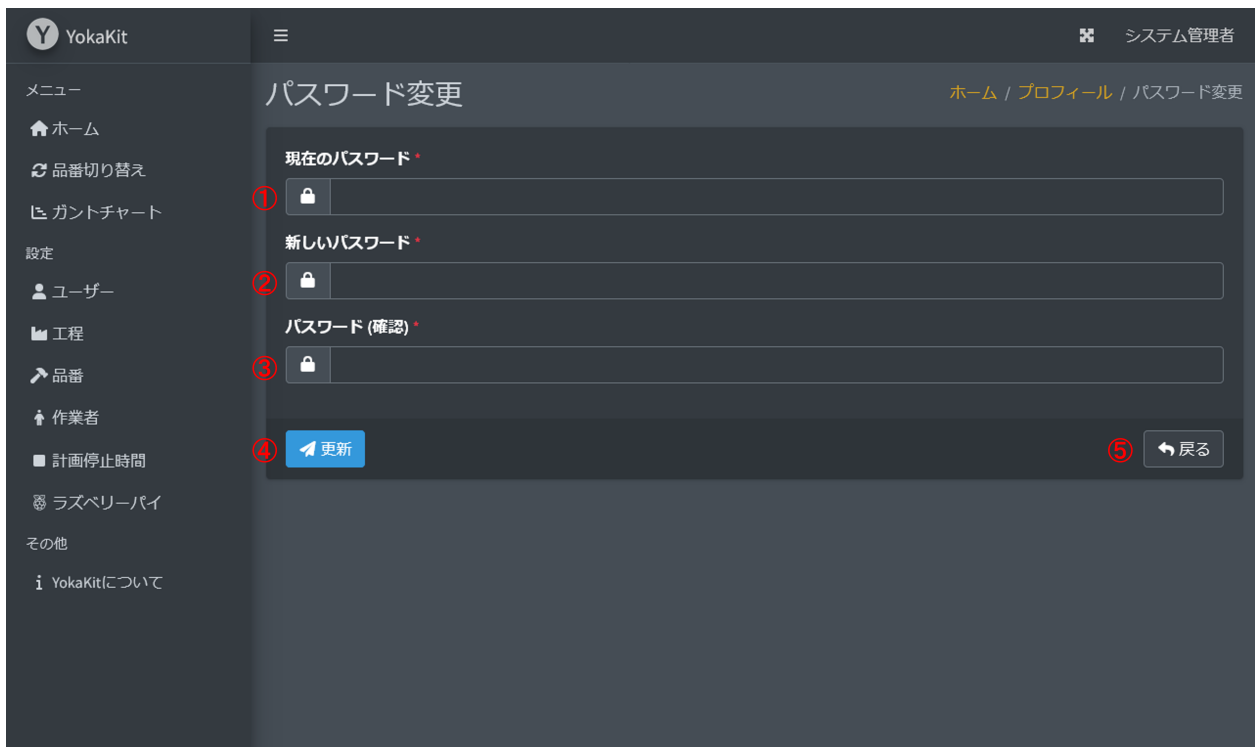 Y YokaKit
システム管理者
メニュー
ホーム
品番切り替え
ガントチャート
設定
ユーザー
工程
品番
作業者
計画停止時間
ラズベリーパイ
その他
i YokaKitについて
パスワード変更
ホーム / プロフィール / パスワード変更
現在のパスワード *
①
新しいパスワード *
②
パスワード (確認) *
③
④ 更新
⑤ 戻る